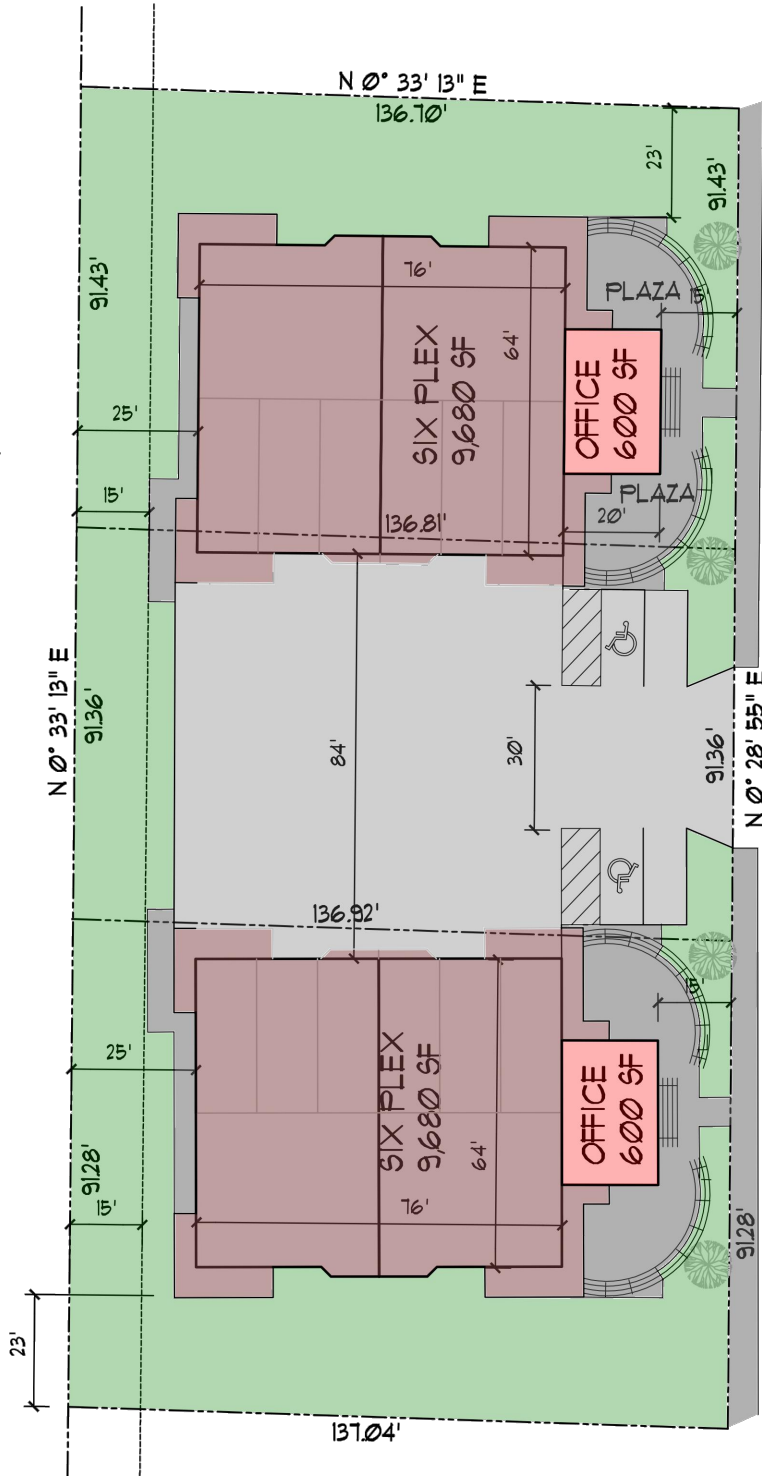 N 0° 33' 13" E
136.70'
23'
91.43'
91.43'
76'
PLAZA
15'
64'
SIX PLEX
9,680 SF
OFFICE
600 SF
25'
15'
PLAZA
20'
136.81'
N 0° 33' 13" E
91.36'
84'
30'
91.36'
N 0° 28' 55" E
136.92'
15'
25'
SIX PLEX
9,680 SF
OFFICE
600 SF
64'
91.28'
15'
76'
91.28'
23'
137.04'